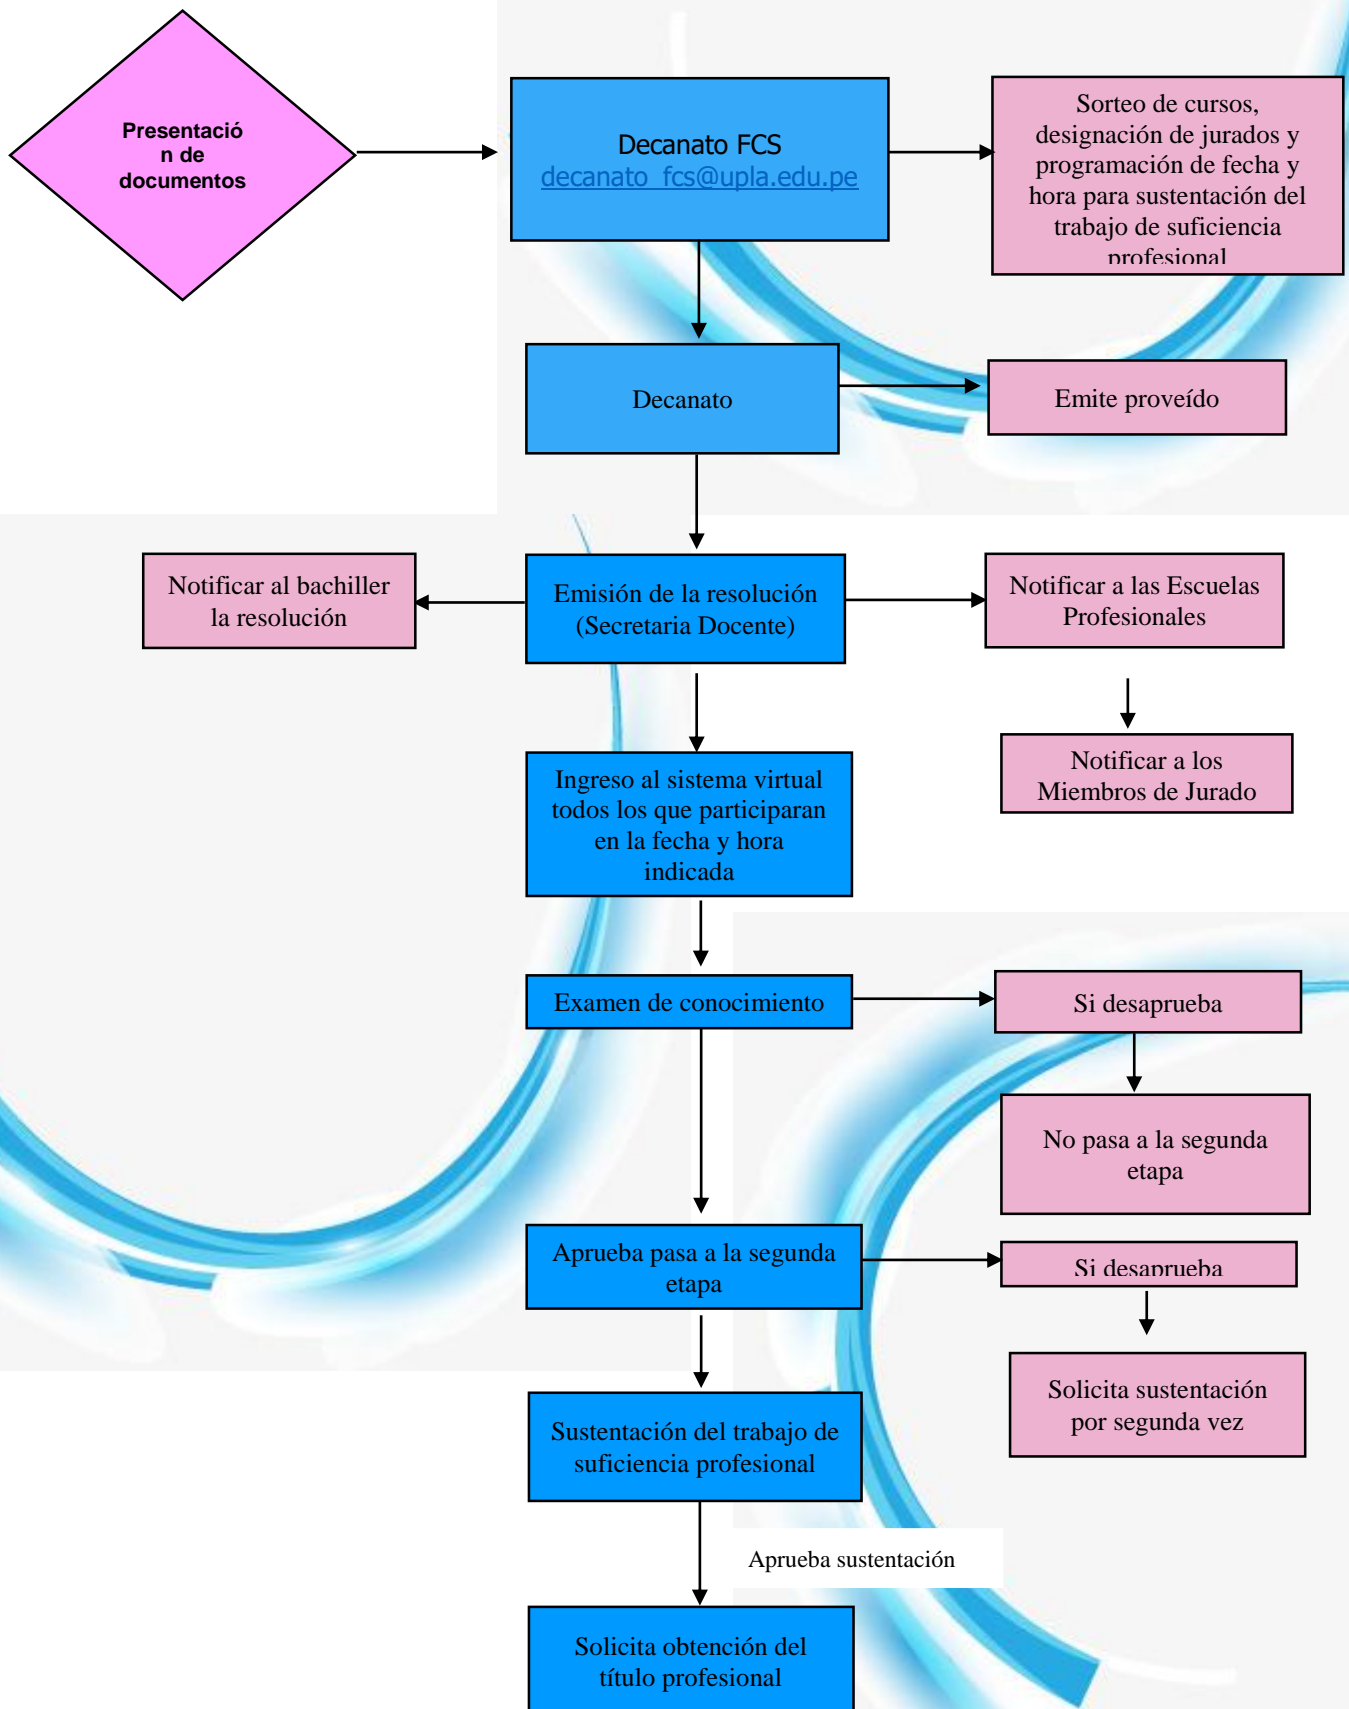 Presentació
n de
documentos
Decanato FCS
decanato_fcs@upla.edu.pe
Sorteo de cursos,
designación de jurados y
programación de fecha y
hora para sustentación del
trabajo de suficiencia
profesional
Decanato
Emite proveído
Notificar al bachiller
la resolución
Emisión de la resolución
(Secretaria Docente)
Notificar a las Escuelas
Profesionales
Notificar a los
Miembros de Jurado
Ingreso al sistema virtual
todos los que participaran
en la fecha y hora
indicada
Examen de conocimiento
Si desaprueba
No pasa a la segunda
etapa
Aprueba pasa a la segunda
etapa
Si desaprueba
Solicita sustentación
por segunda vez
Sustentación del trabajo de
suficiencia profesional
Aprueba sustentación
Solicita obtención del
título profesional